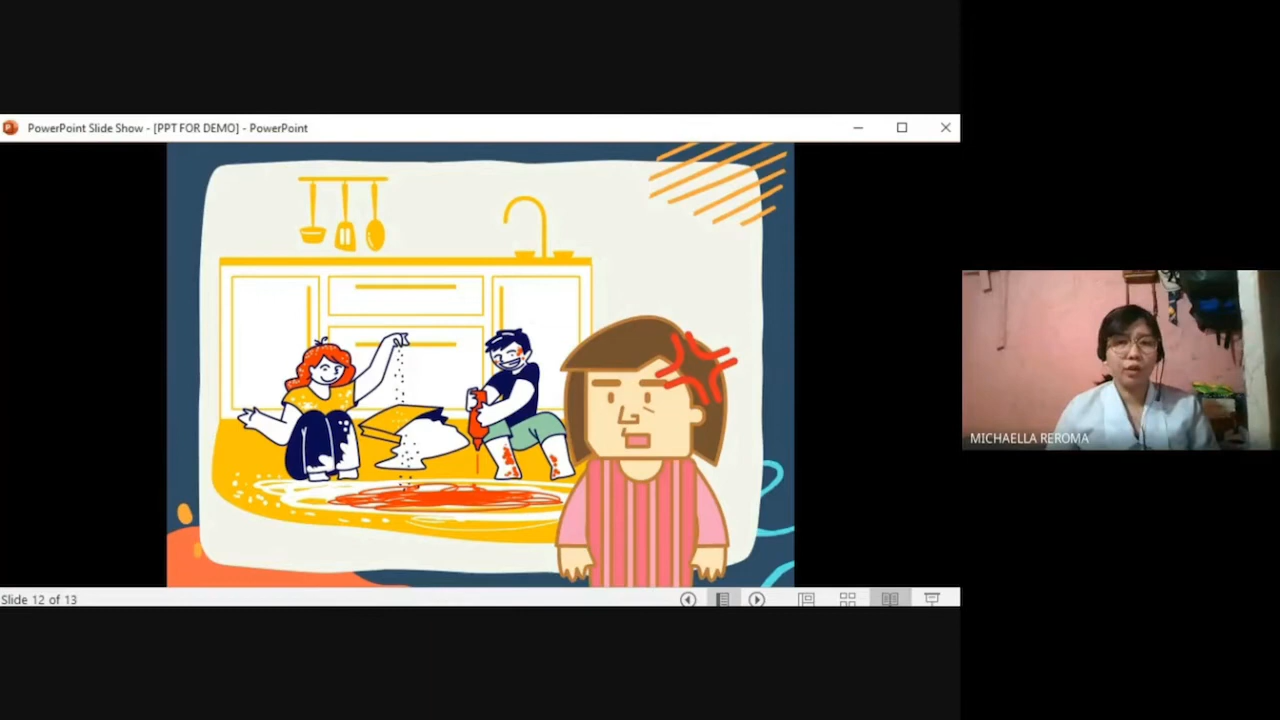 PowerPoint Slide Show - [PPT FOR DEMO] - PowerPoint
MICHAELLA REROMA
Slide 12 of 13